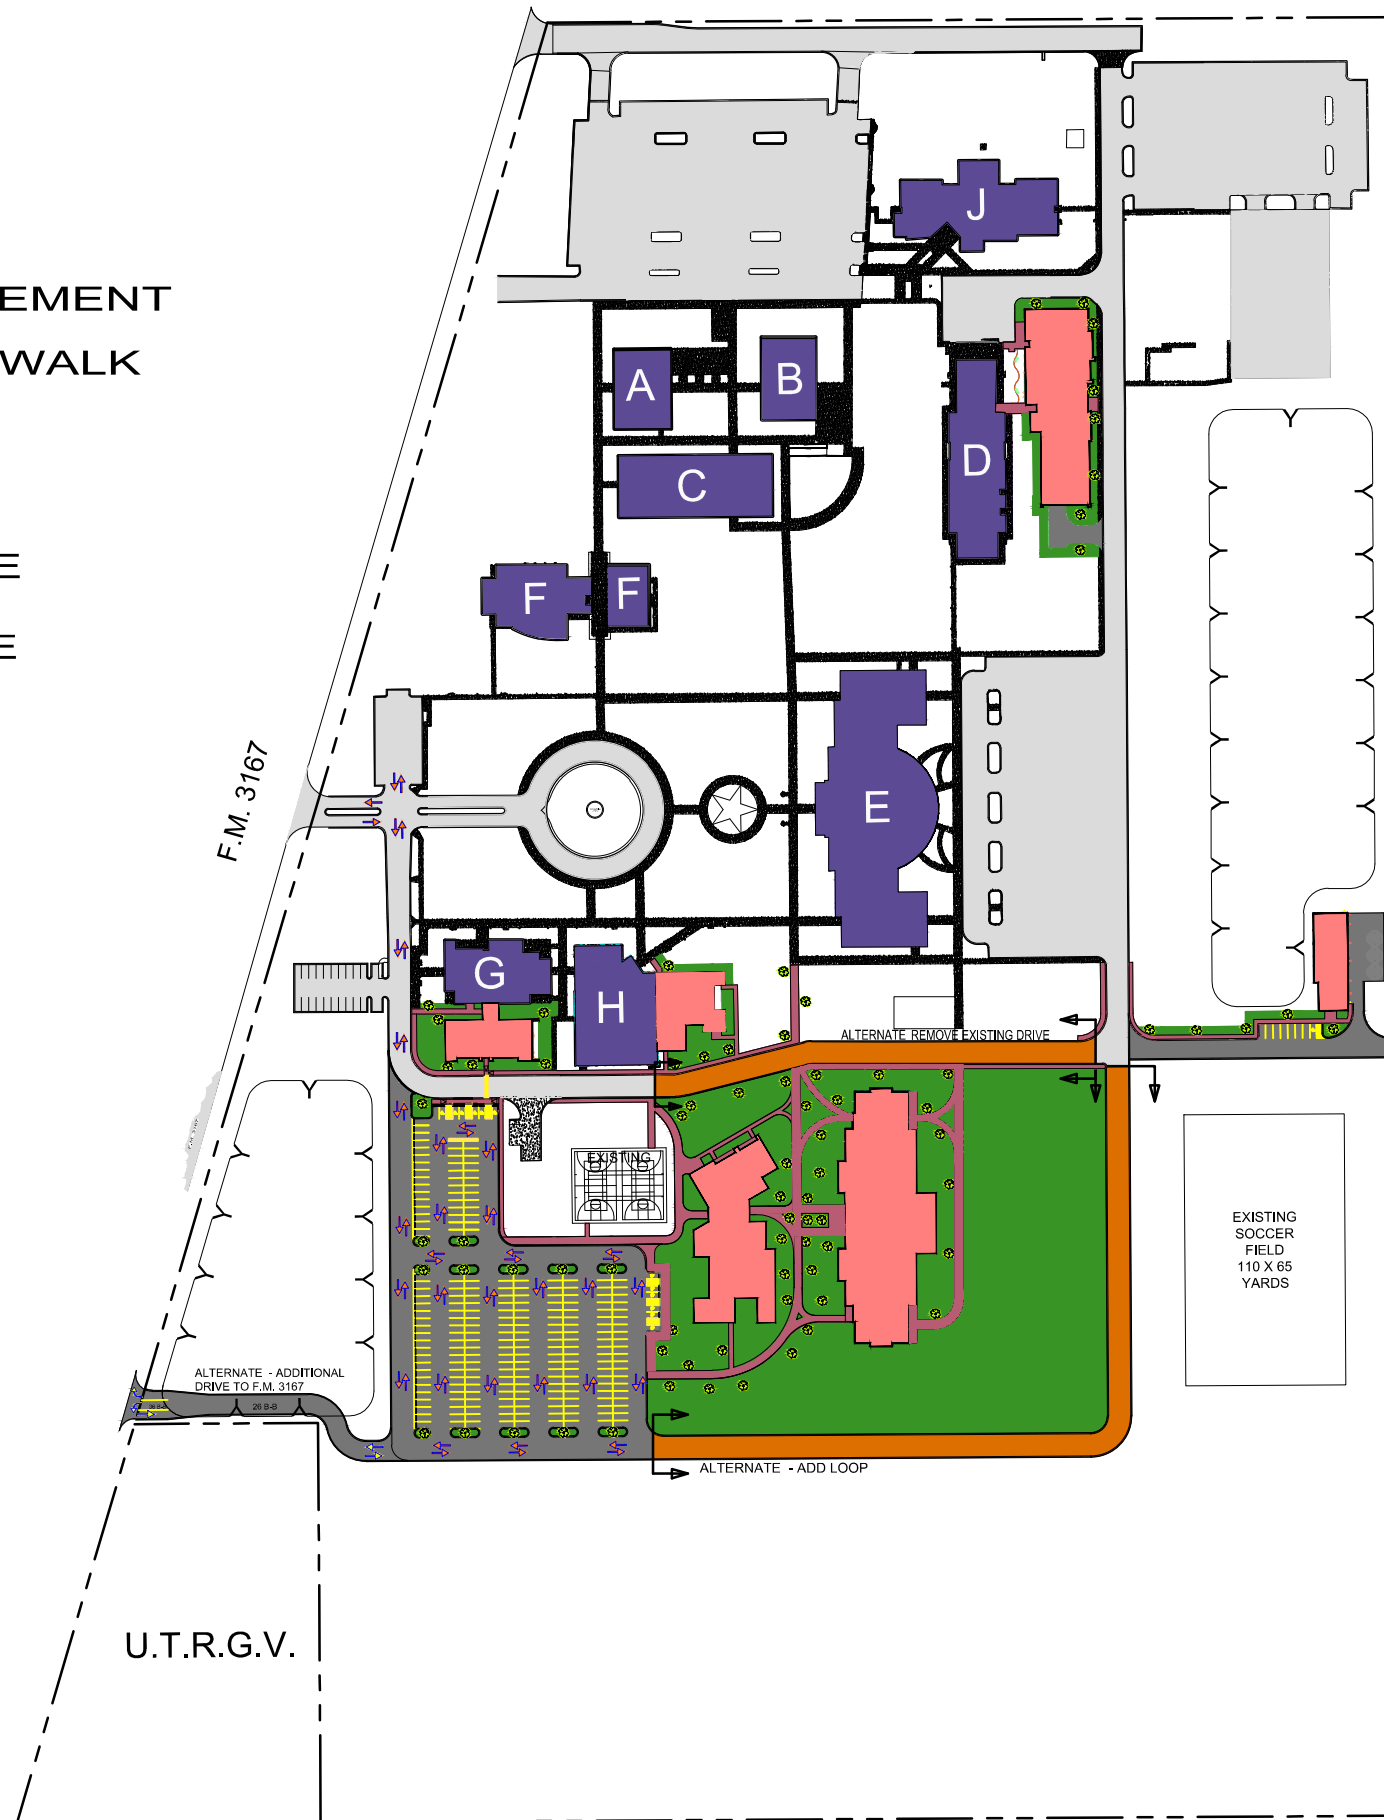 J
EMENT
WALK
A
B
D
C
E
F
F
E
F.M. 3167
E
G
H
ALTERNATE REMOVE EXISTING DRIVE
EXISTING
EXISTING
SOCCER
FIELD
110 X 65
YARDS
ALTERNATE - ADDITIONAL
DRIVE TO F.M. 3167
26 B-B
ALTERNATE - ADD LOOP
U.T.R.G.V.